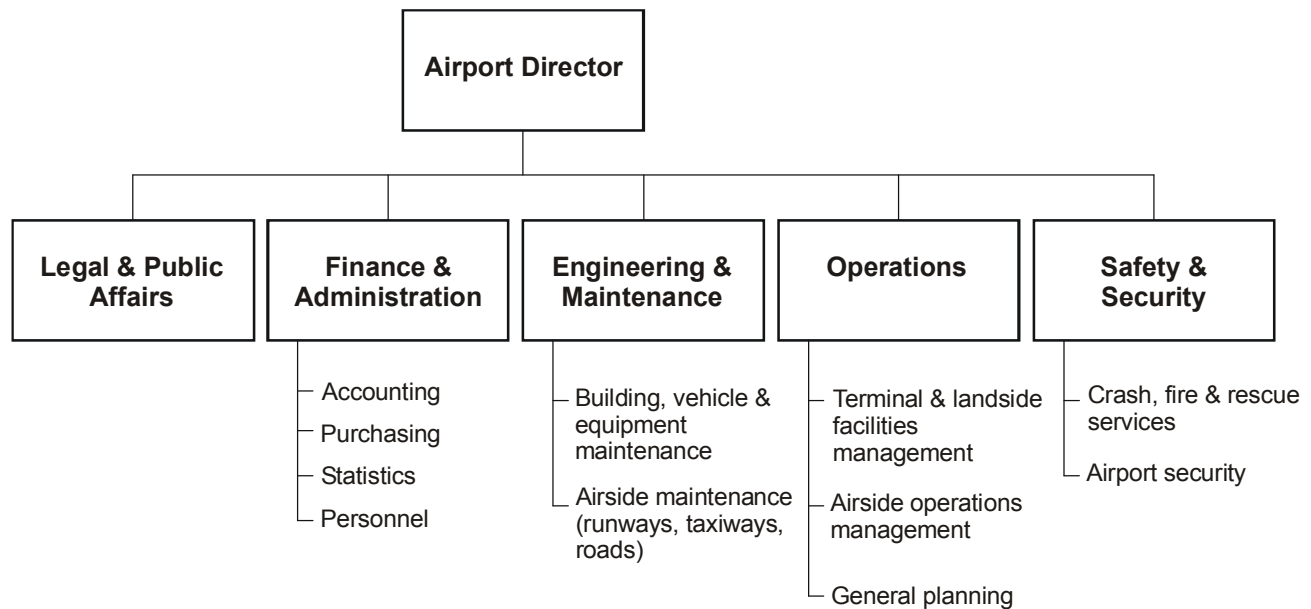 Airport Director
Legal & Public
Affairs
Finance &
Administration
Engineering &
Maintenance
Operations
Safety &
Security
Accounting
Purchasing
Statistics
Personnel
Building, vehicle &
equipment
maintenance
Airside maintenance
(runways, taxiways,
roads)
Terminal & landside
facilities
management
Airside operations
management
General planning
Crash, fire & rescue
services
Airport security